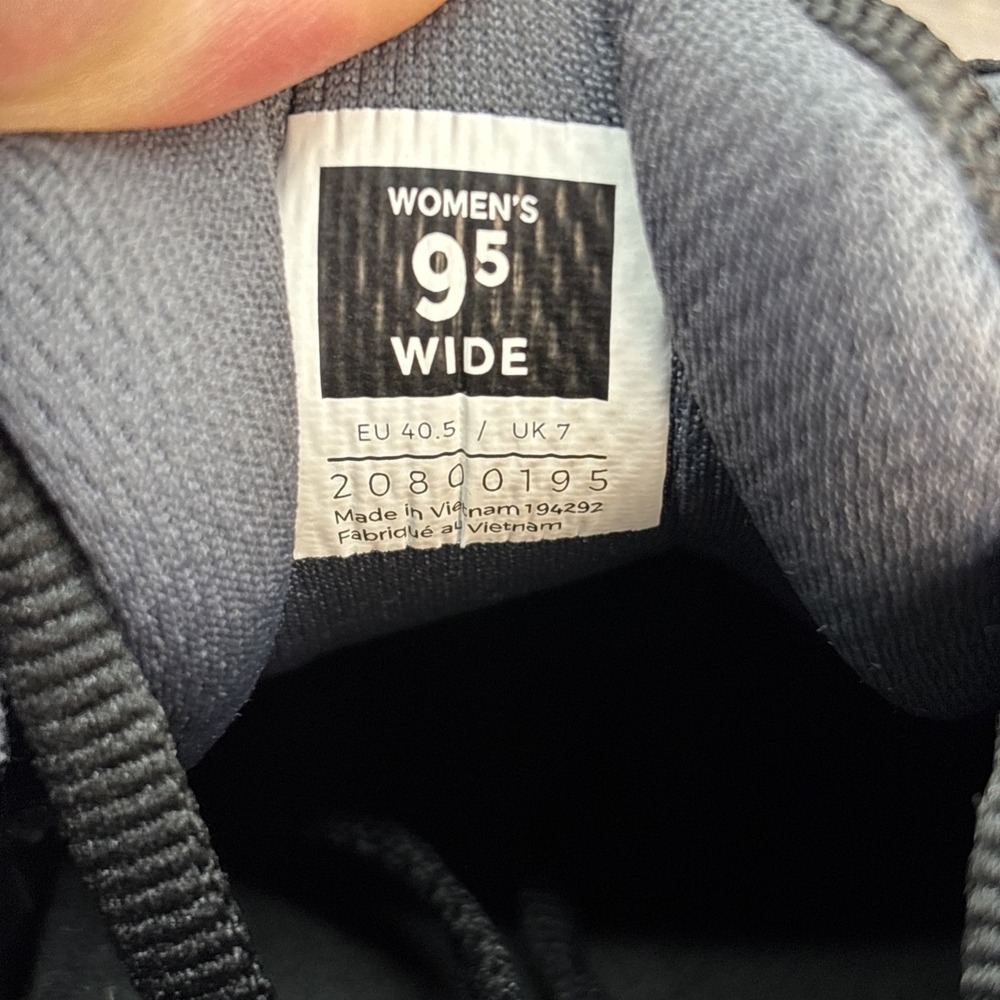 WOMEN'S
9⁵
WIDE
EU 40.5 / UK 7
20800195
Made in Vietnam 194292
Fabriqué au Vietnam